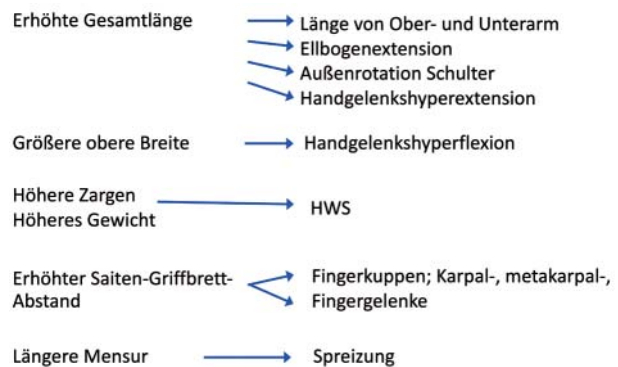 Erhöhte Gesamtlänge
Länge von Ober- und Unterarm
Ellbogenextension
Außenrotation Schulter
Handgelenkshyperextension
Größere obere Breite
Handgelenkshyperflexion
Höhere Zargen
Höheres Gewicht
HWS
Erhöhter Saiten-Griffbrett-
Abstand
Fingerkuppen; Karpal-, metakarpal-,
Fingergelenke
Längere Mensur
Spreizung